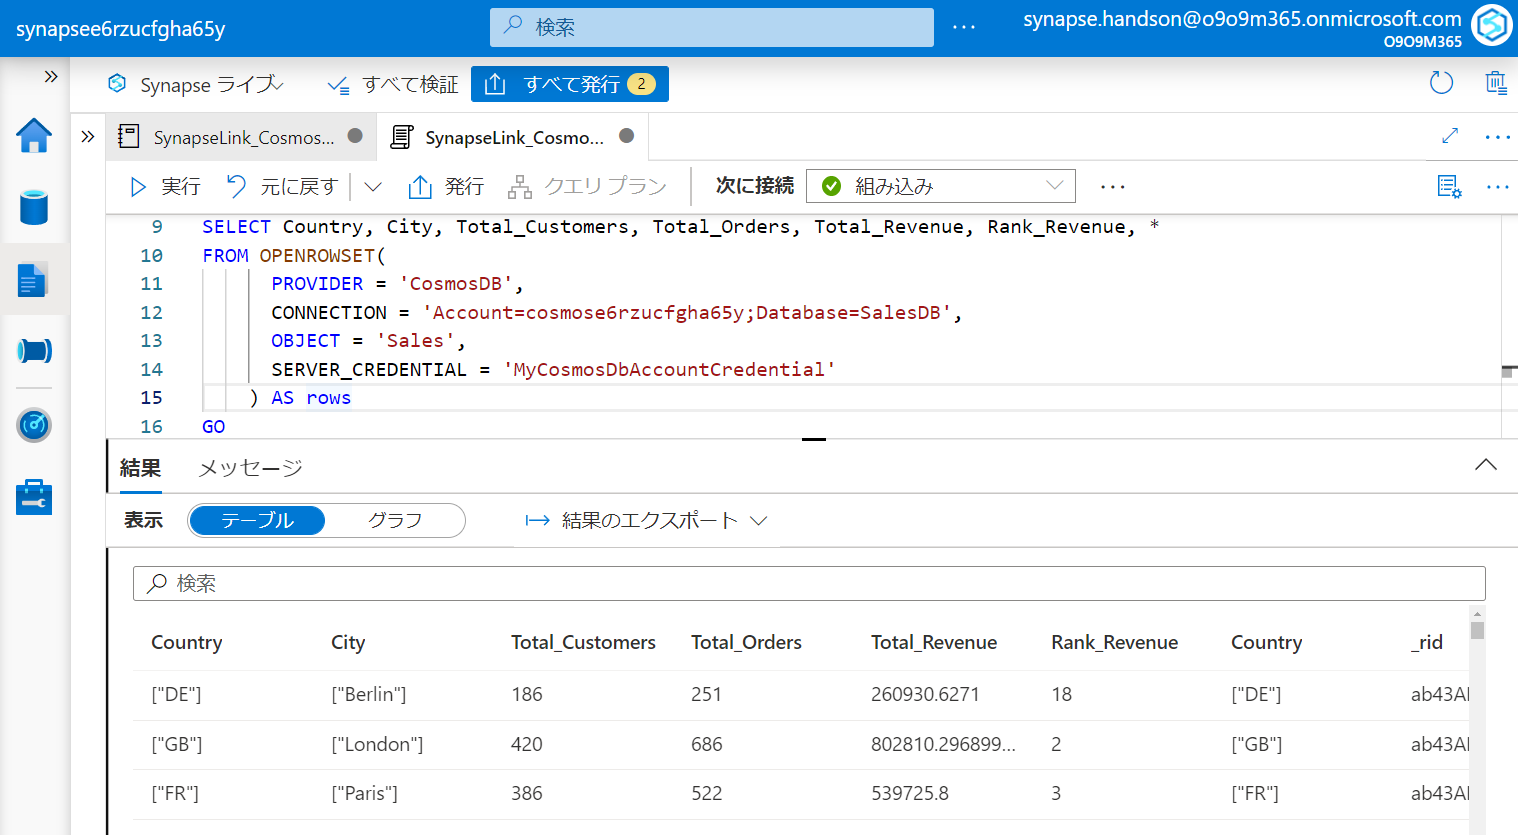 synapsee6rzucfgha65y
検索
synapse.handson@o9o9m365.onmicrosoft.com
O9O9M365
Synapse ライブ
すべて検証
すべて発行 2
SynapseLink_Cosmos...
SynapseLink_Cosmo...
実行 元に戻す 発行 クエリ プラン 次に接続 組み込み
9 SELECT Country, City, Total_Customers, Total_Orders, Total_Revenue, Rank_Revenue, *
10 FROM OPENROWSET(
11 PROVIDER = 'CosmosDB',
12 CONNECTION = 'Account=cosmose6rzucfgha65y;Database=SalesDB',
13 OBJECT = 'Sales',
14 SERVER_CREDENTIAL = 'MyCosmosDbAccountCredential'
15 ) AS rows
16 GO
結果 メッセージ
表示 テーブル グラフ 結果のエクスポート
検索
Country City Total_Customers Total_Orders Total_Revenue Rank_Revenue Country _rid
["DE"] ["Berlin"] 186 251 260930.6271 18 ["DE"] ab43A
["GB"] ["London"] 420 686 802810.296899... 2 ["GB"] ab43A
["FR"] ["Paris"] 386 522 539725.8 3 ["FR"] ab43A